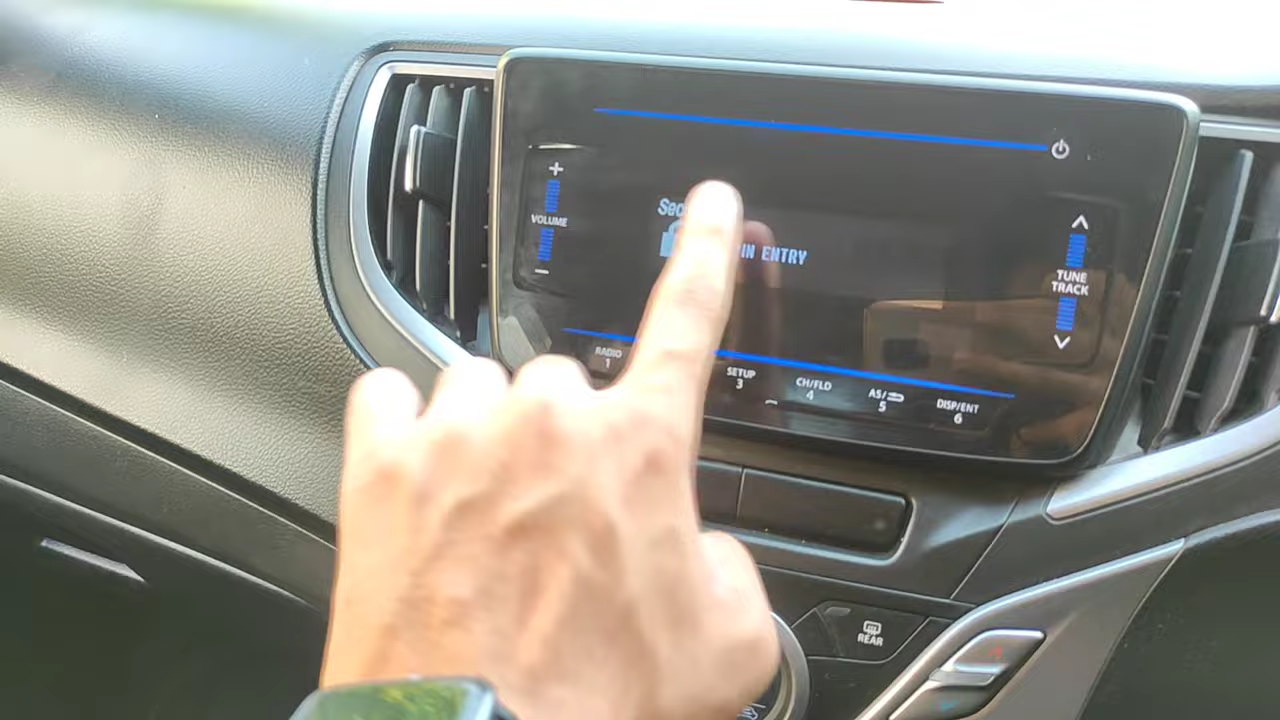 +
VOLUME
−
IN ENTRY
TUNE
TRACK
RADIO
1
SETUP
3
CH/FLD
4
AS/
5
DISP/ENT
6
REAR